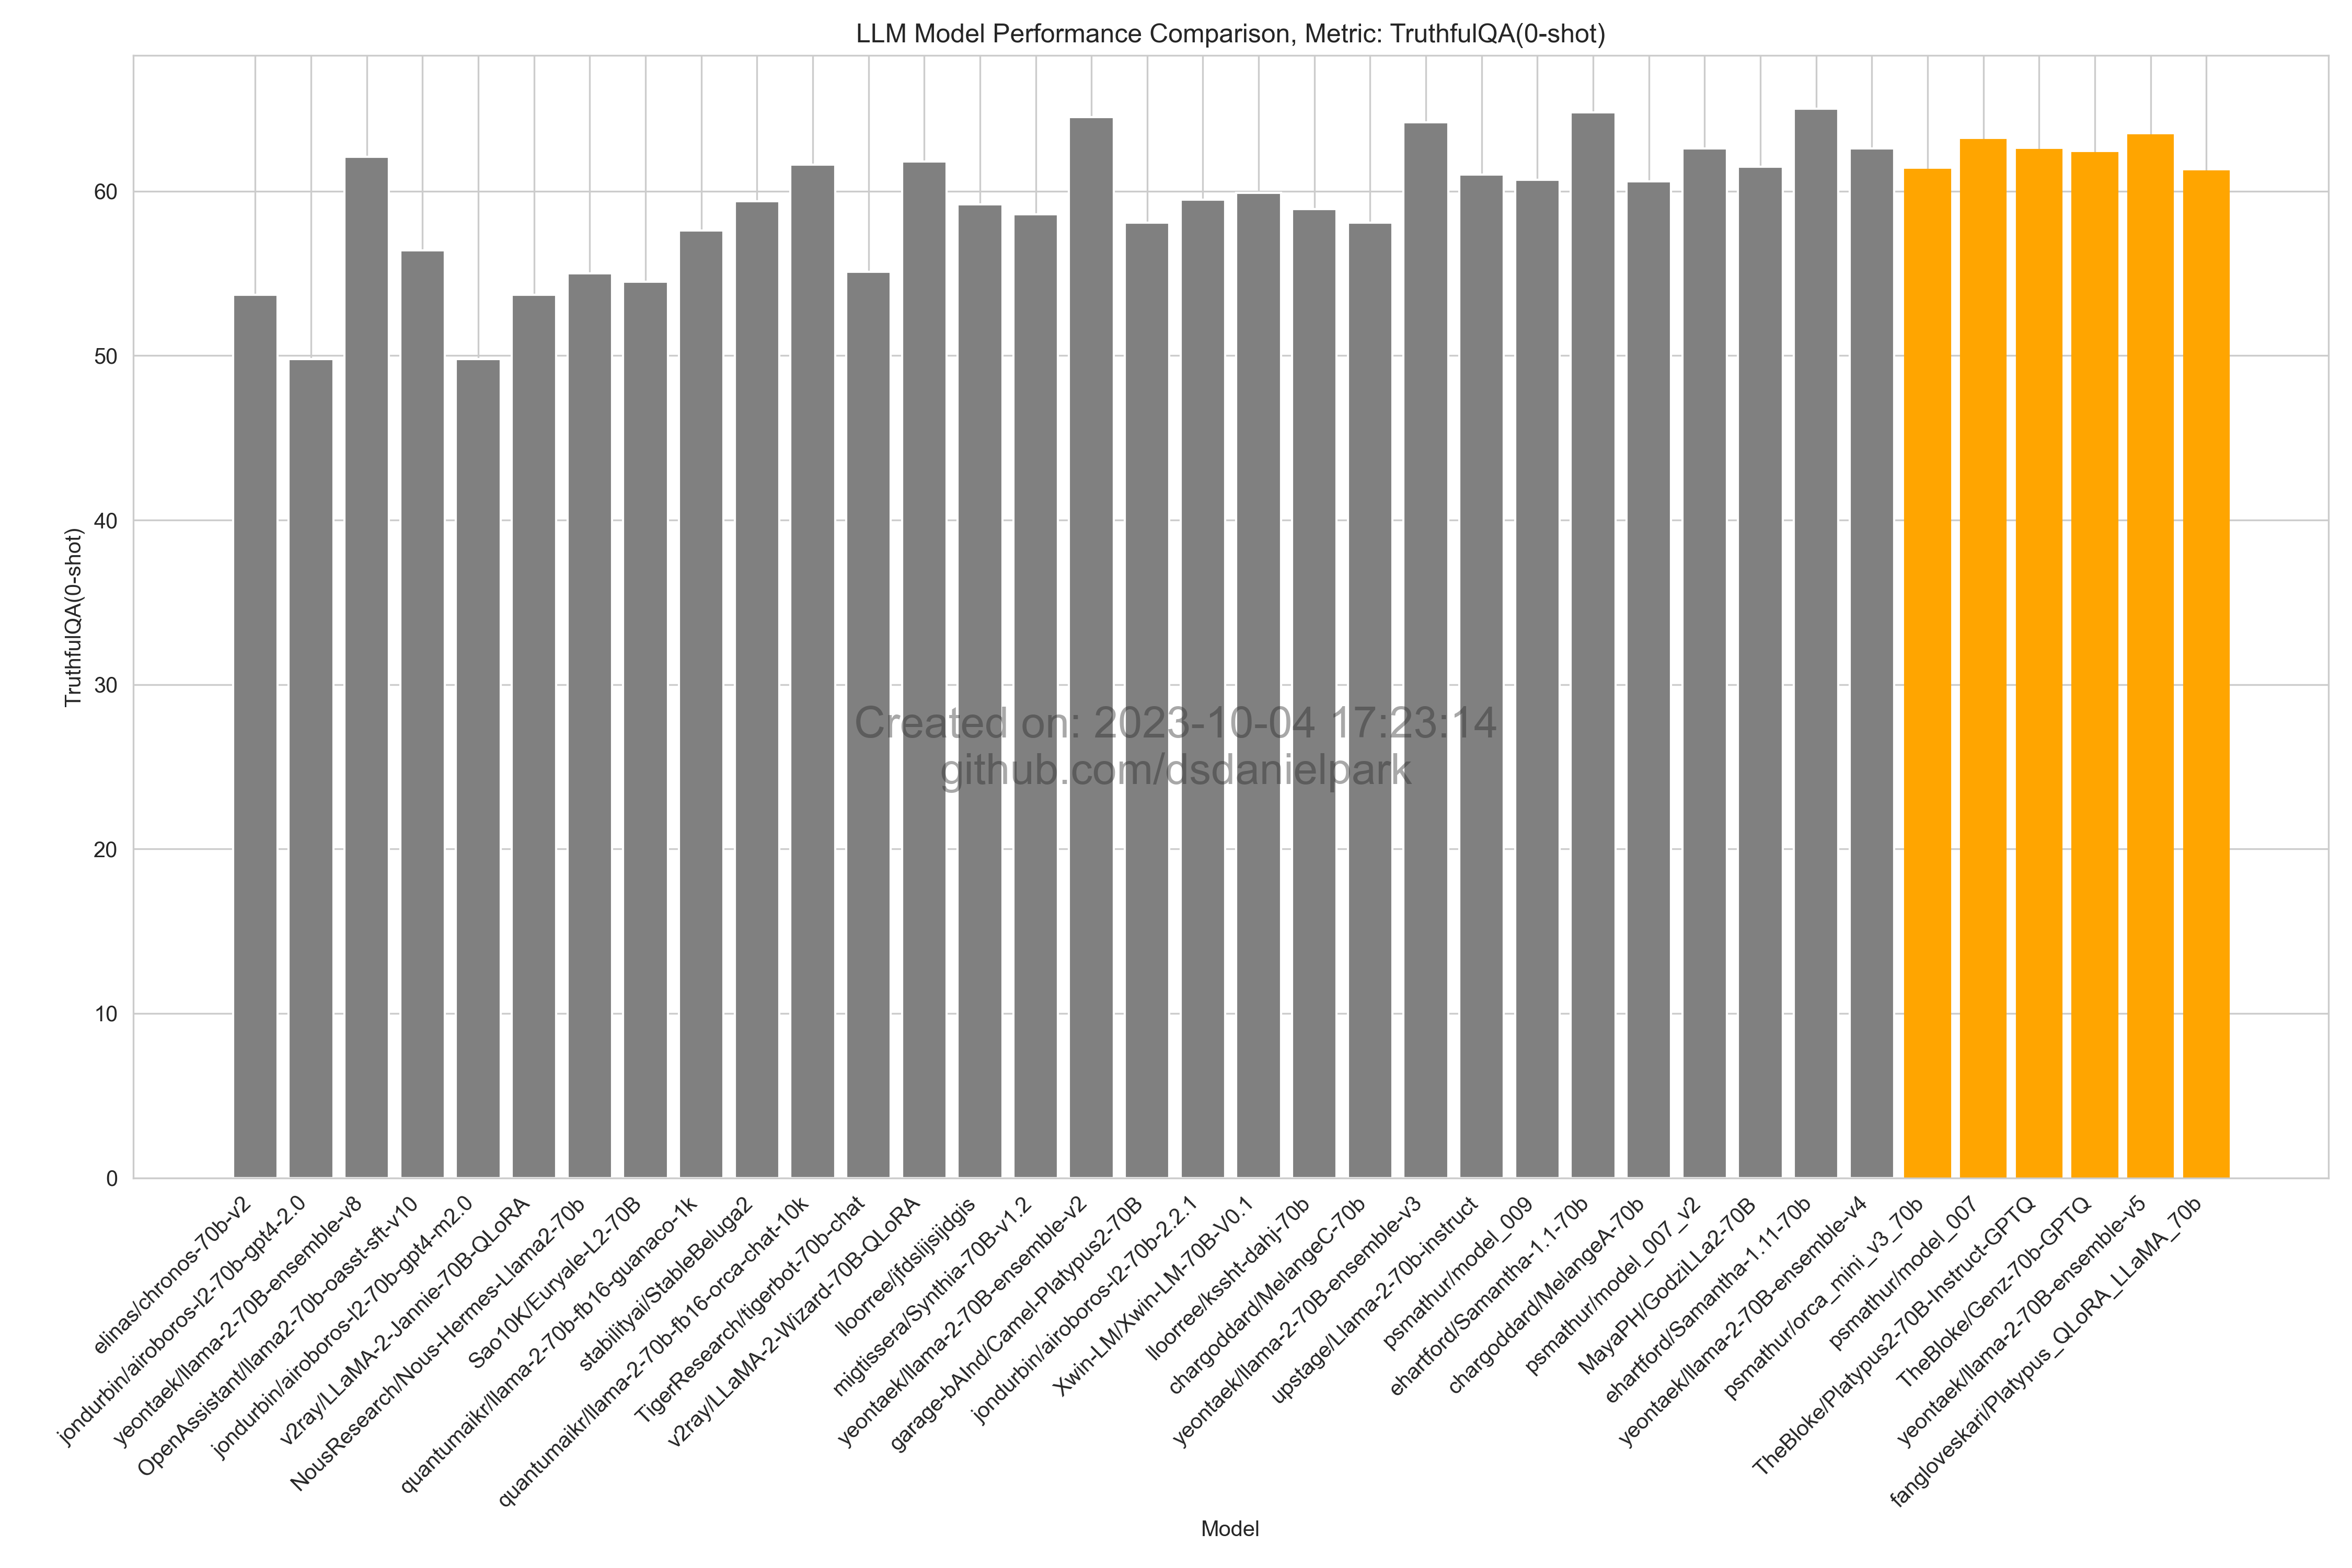 LLM Model Performance Comparison, Metric: TruthfulQA(0-shot)
TruthfulQA(0-shot)
60
50
40
30
20
10
0
Created on: 2023-10-04 17:23:14
github.com/dsdanielpark
elinas/chronos-70b-v2
jondurbin/airoboros-l2-70b-gpt4-2.0
yeontaek/llama-2-70B-ensemble-v8
OpenAssistant/llama2-70b-oasst-sft-v10
jondurbin/airoboros-l2-70b-gpt4-m2.0
v2ray/LLaMA-2-Jannie-70B-QLoRA
NousResearch/Nous-Hermes-Llama2-70b
Sao10K/Euryale-L2-70B
quantumaikr/llama-2-70b-fb16-guanaco-1k
stabilityai/StableBeluga2
quantumaikr/llama-2-70b-fb16-orca-chat-10k
TigerResearch/tigerbot-70b-chat
v2ray/LLaMA-2-Wizard-70B-QLoRA
lloorree/jfdslijsijdgis
migtissera/Synthia-70B-v1.2
yeontaek/llama-2-70B-ensemble-v2
garage-bAInd/Camel-Platypus2-70B
jondurbin/airoboros-l2-70b-2.2.1
Xwin-LM/Xwin-LM-70B-V0.1
lloorree/kssht-dahj-70b
chargoddard/MelangeC-70b
yeontaek/llama-2-70B-ensemble-v3
upstage/Llama-2-70b-instruct
psmathur/model_009
ehartford/Samantha-1.1-70b
chargoddard/MelangeA-70b
psmathur/model_007_v2
MayaPH/GodziLLa2-70B
ehartford/Samantha-1.11-70b
yeontaek/llama-2-70B-ensemble-v4
psmathur/orca_mini_v3_70b
psmathur/model_007
TheBloke/Platypus2-70B-Instruct-GPTQ
TheBloke/Genz-70b-GPTQ
yeontaek/llama-2-70B-ensemble-v5
fangloveskari/Platypus_QLoRA_LLaMA_70b
Model